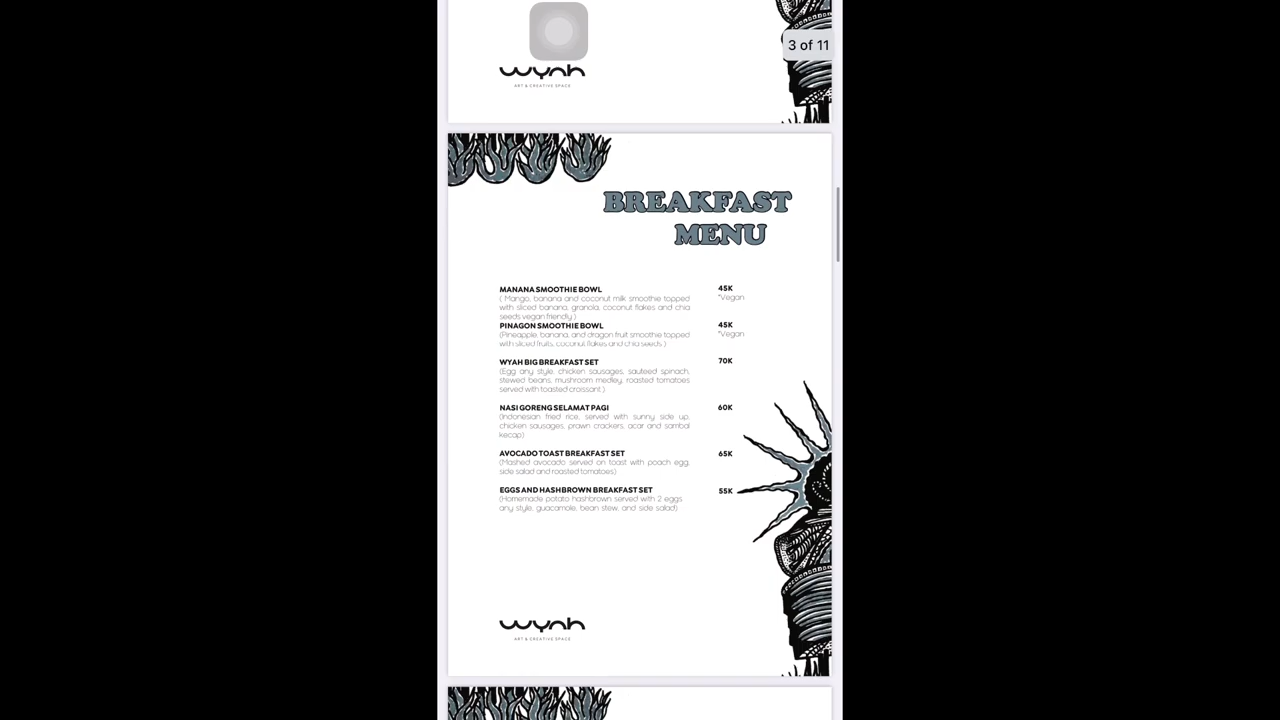 3 of 11
wyah
ART & CREATIVE SPACE
BREAKFAST
MENU
MANANA SMOOTHIE BOWL 45K
( Mango, banana and coconut milk smoothie topped *Vegan
with sliced banana, granola, coconut flakes and chia
seeds vegan friendly )
PINAGON SMOOTHIE BOWL 45K
(Pineapple, banana, and dragon fruit smoothie topped *Vegan
with sliced fruits, coconut flakes and chia seeds )
WYAH BIG BREAKFAST SET 70K
(Egg any style, chicken sausages, sauteed spinach,
stewed beans, mushroom medley, roasted tomatoes
served with toasted croissant )
NASI GORENG SELAMAT PAGI 60K
(Indonesian fried rice, served with sunny side up,
chicken sausages, prawn crackers, acar and sambal
kecap)
AVOCADO TOAST BREAKFAST SET 65K
(Mashed avocado served on toast with poach egg,
side salad and roasted tomatoes)
EGGS AND HASHBROWN BREAKFAST SET 55K
(Homemade potato hashbrown served with 2 eggs
any style, guacamole, bean stew, and side salad)
wyah
ART & CREATIVE SPACE